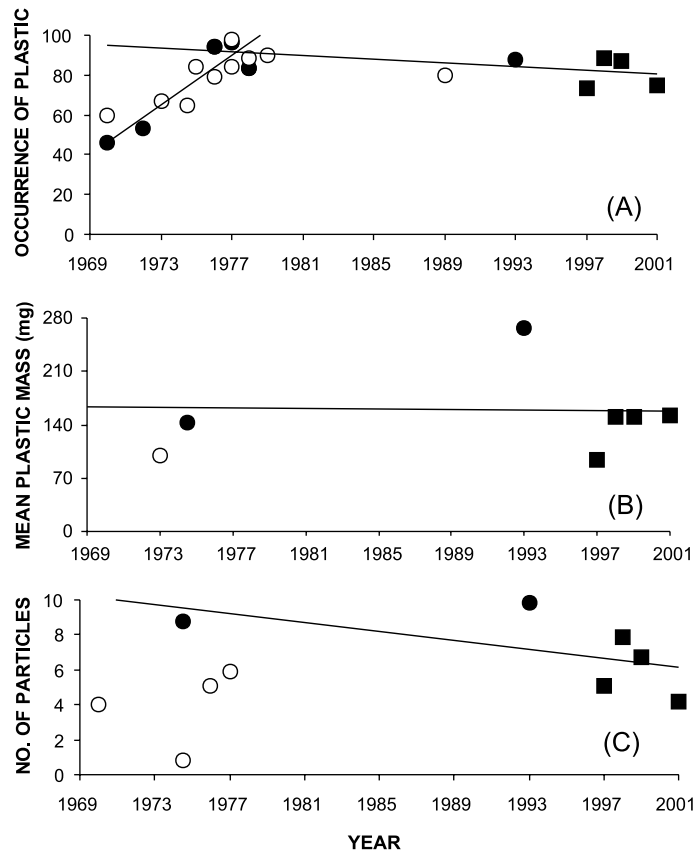 OCCURRENCE OF PLASTIC
100
80
60
40
20
0
(A)
1969 1973 1977 1981 1985 1989 1993 1997 2001
MEAN PLASTIC MASS (mg)
280
210
140
70
0
(B)
1969 1973 1977 1981 1985 1989 1993 1997 2001
NO. OF PARTICLES
10
8
6
4
2
0
(C)
1969 1973 1977 1981 1985 1989 1993 1997 2001
YEAR